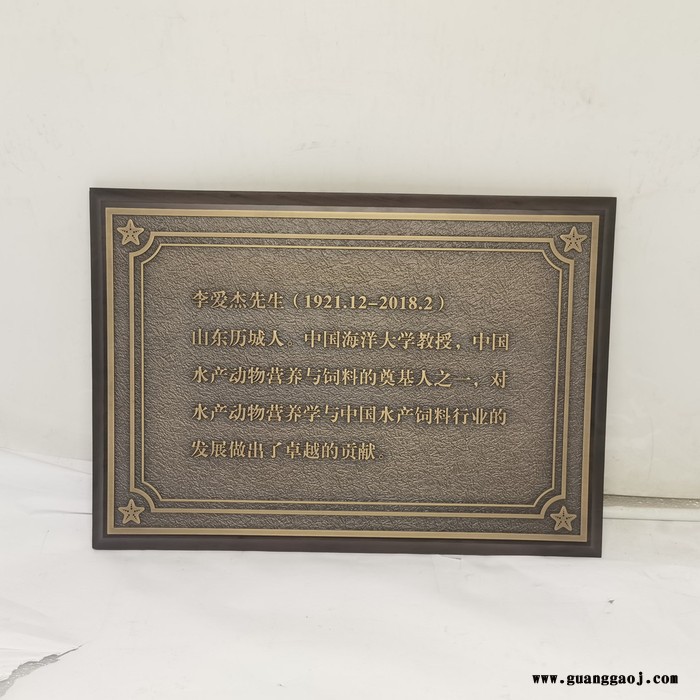 李爱杰先生（1921.12-2018.2）
山东历城人。中国海洋大学教授，中国
水产动物营养与饲料的奠基人之一，对
水产动物营养学与中国水产饲料行业的
发展做出了卓越的贡献。
www.guanggaoj.com